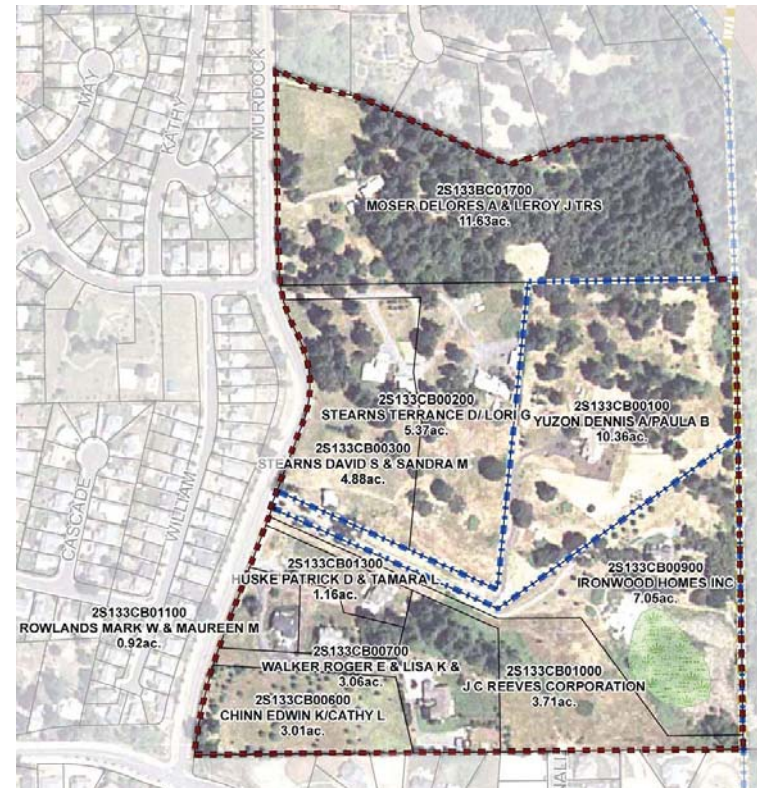 MAY
KATHY
MURDOCK
2S133BC01700
MOSER DELORES A & LEROY J TRS
11.63ac.
2S133CB00200
STEARNS TERRANCE D/ LORI G
5.37ac.
2S133CB00100
YUZON DENNIS A/PAULA B
10.36ac.
2S133CB00300
STEARNS DAVID S & SANDRA M
4.88ac.
CASCADE
WILLIAM
2S133CB01300
HUSKE PATRICK D & TAMARA L
1.16ac.
2S133CB00900
IRONWOOD HOMES INC
7.05ac.
2S133CB01100
ROWLANDS MARK W & MAUREEN M
0.92ac.
2S133CB00700
WALKER ROGER E & LISA K &
3.06ac.
2S133CB01000
J C REEVES CORPORATION
3.71ac.
2S133CB00600
CHINN EDWIN K/CATHY L
3.01ac.